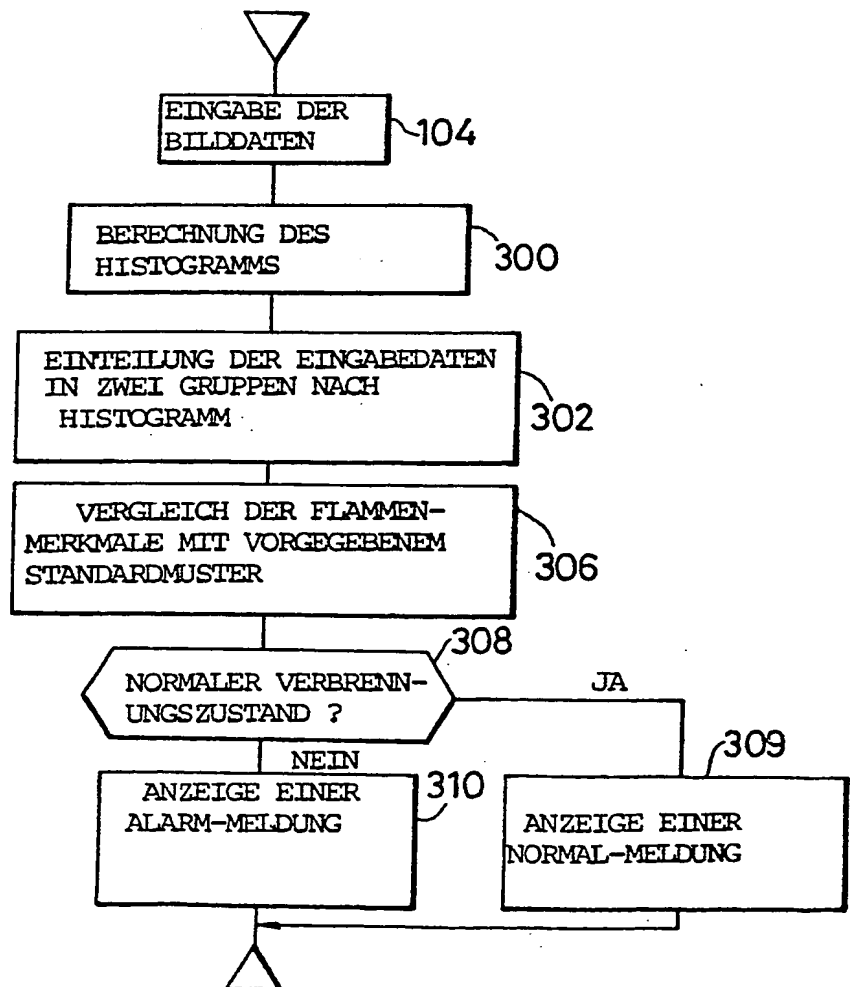 EINGABE DER
BILDDATEN
104
BERECHNUNG DES
HISTOGRAMMS
300
EINTEILUNG DER EINGABEDATEN
IN ZWEI GRUPPEN NACH
HISTOGRAMM
302
VERGLEICH DER FLAMMEN-
MERKMALE MIT VORGEGEBENEM
STANDARDMUSTER
306
308
NORMALER VERBRENN-
UNGSZUSTAND ?
JA
NEIN
309
ANZEIGE EINER
ALARM-MELDUNG
310
ANZEIGE EINER
NORMAL-MELDUNG